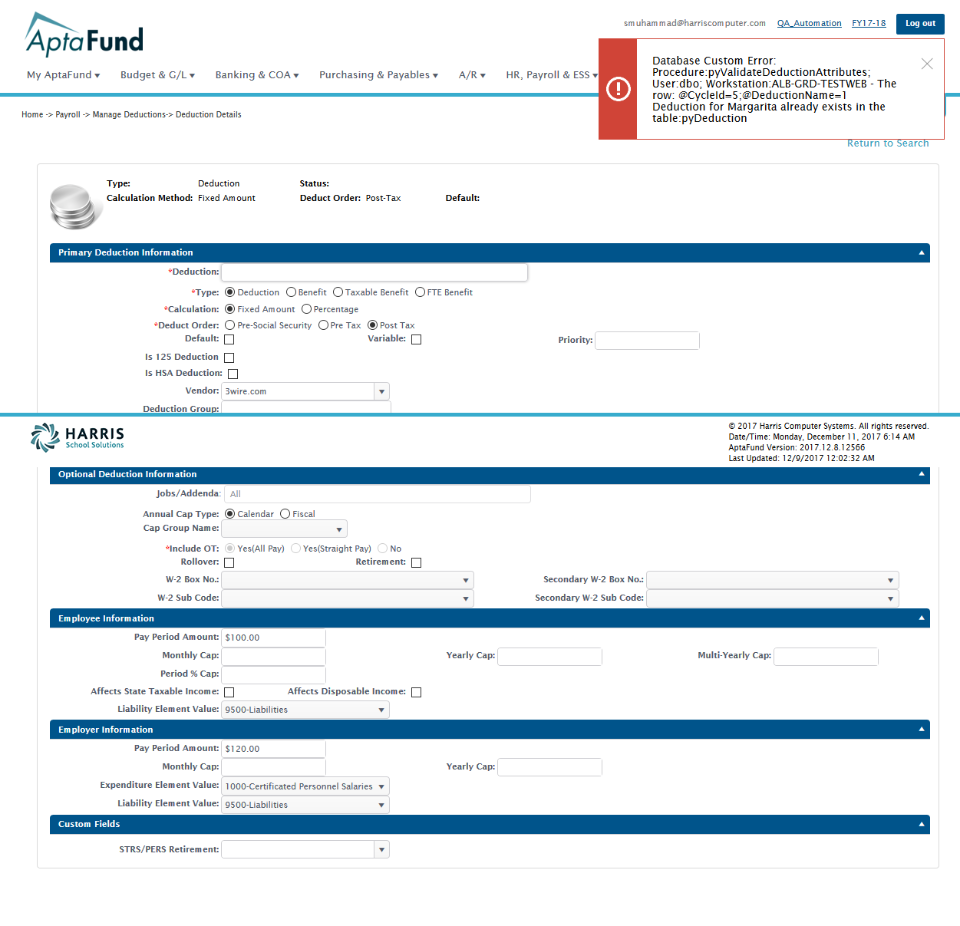 AptaFund
smuhammad@harriscomputer.com QA_Automation FY17-18 Log out
My AptaFund Budget & G/L Banking & COA Purchasing & Payables A/R HR, Payroll & ESS
Database Custom Error:
Procedure:pyValidateDeductionAttributes;
User:dbo; Workstation:ALB-GRD-TESTWEB - The
row: @CycleId=5;@DeductionName=1
Deduction for Margarita already exists in the
table:pyDeduction
Home -> Payroll -> Manage Deductions-> Deduction Details
Return to Search
Type: Deduction Status:
Calculation Method: Fixed Amount Deduct Order: Post-Tax Default:
Primary Deduction Information
*Deduction:
*Type: Deduction Benefit Taxable Benefit FTE Benefit
*Calculation: Fixed Amount Percentage
*Deduct Order: Pre-Social Security Pre Tax Post Tax
Default: Variable: Priority:
Is 125 Deduction
Is HSA Deduction:
Vendor: 3wire.com
Deduction Group:
HARRIS
School Solutions
© 2017 Harris Computer Systems. All rights reserved.
Date/Time: Monday, December 11, 2017 6:14 AM
AptaFund Version: 2017.12.8.12566
Last Updated: 12/9/2017 12:02:32 AM
Optional Deduction Information
Jobs/Addenda: All
Annual Cap Type: Calendar Fiscal
Cap Group Name:
*Include OT: Yes(All Pay) Yes(Straight Pay) No
Rollover: Retirement:
W-2 Box No.: Secondary W-2 Box No.:
W-2 Sub Code: Secondary W-2 Sub Code:
Employee Information
Pay Period Amount: $100.00
Monthly Cap: Yearly Cap: Multi-Yearly Cap:
Period % Cap:
Affects State Taxable Income: Affects Disposable Income:
Liability Element Value: 9500-Liabilities
Employer Information
Pay Period Amount: $120.00
Monthly Cap: Yearly Cap:
Expenditure Element Value: 1000-Certificated Personnel Salaries
Liability Element Value: 9500-Liabilities
Custom Fields
STRS/PERS Retirement: